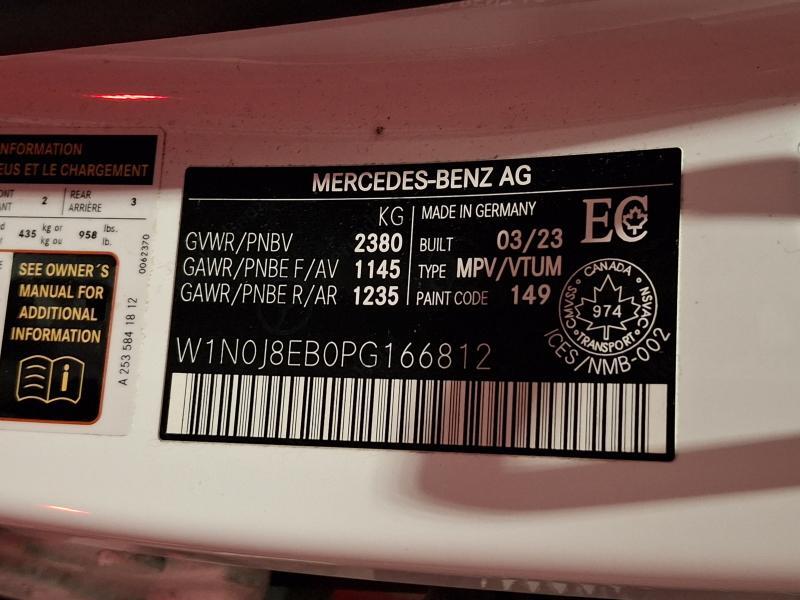 NFORMATION
EUS ET LE CHARGEMENT
2 REAR ARRIÈRE 3
435 kg or kg ou 958 lbs. lb.
SEE OWNER´S
MANUAL FOR
ADDITIONAL
INFORMATION
A 253 584 18 12
0062370
MERCEDES-BENZ AG
KG
GVWR/PNBV 2380
GAWR/PNBE F/AV 1145
GAWR/PNBE R/AR 1235
MADE IN GERMANY
BUILT 03/23
TYPE MPV/VTUM
PAINT CODE 149
EC
CANADA
CMVSS NSVAC
974
TRANSPORT
ICES/NMB-002
W1N0J8EB0PG166812